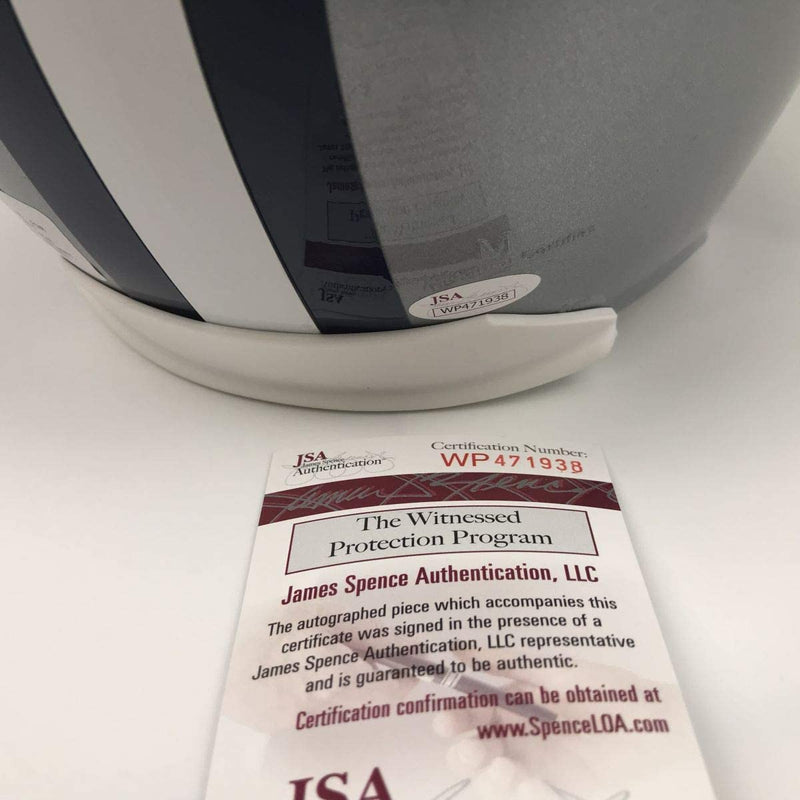 JSA
WP471938
JSA
James Spence
Authentication
Certification Number:
WP 471938
The Witnessed
Protection Program
James Spence Authentication, LLC
The autographed piece which accompanies this
certificate was signed in the presence of a
James Spence Authentication, LLC representative
and is guaranteed to be authentic.
Certification confirmation can be obtained at
www.SpenceLOA.com
JSA